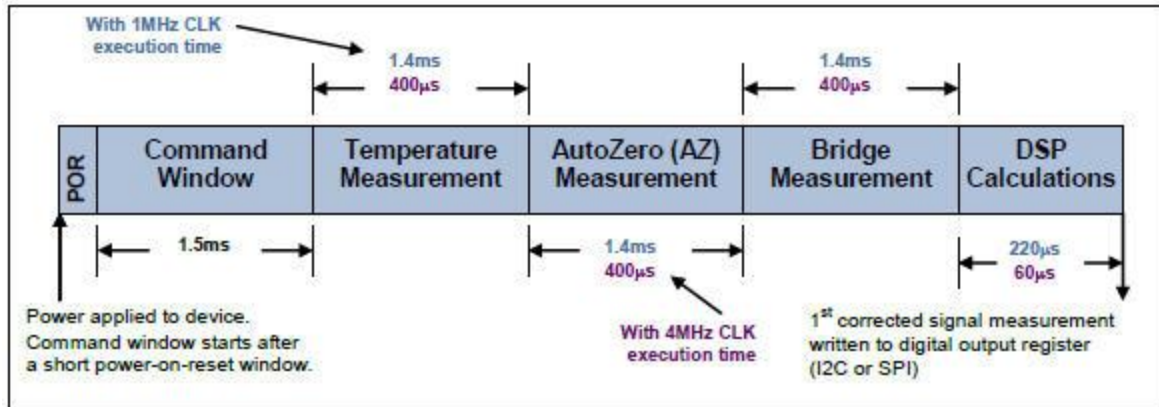 With 1MHz CLK
execution time
1.4ms
400μs
1.4ms
400μs
POR
Command
Window
Temperature
Measurement
AutoZero (AZ)
Measurement
Bridge
Measurement
DSP
Calculations
1.5ms
1.4ms
400μs
220μs
60μs
Power applied to device.
Command window starts after
a short power-on-reset window.
With 4MHz CLK
execution time
1st corrected signal measurement
written to digital output register
(I2C or SPI)